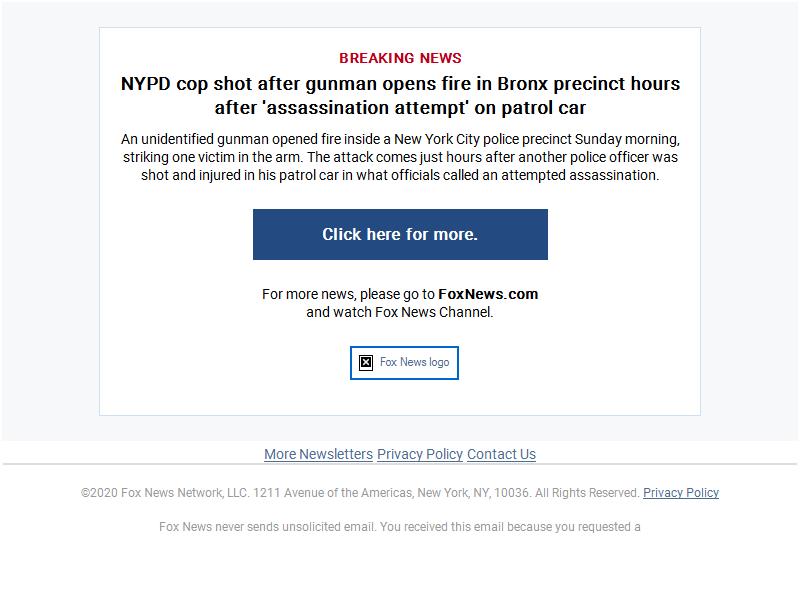 BREAKING NEWS
NYPD cop shot after gunman opens fire in Bronx precinct hours
after 'assassination attempt' on patrol car
An unidentified gunman opened fire inside a New York City police precinct Sunday morning,
striking one victim in the arm. The attack comes just hours after another police officer was
shot and injured in his patrol car in what officials called an attempted assassination.
Click here for more.
For more news, please go to FoxNews.com
and watch Fox News Channel.
Fox News logo
More Newsletters Privacy Policy Contact Us
©2020 Fox News Network, LLC. 1211 Avenue of the Americas, New York, NY, 10036. All Rights Reserved. Privacy Policy
Fox News never sends unsolicited email. You received this email because you requested a